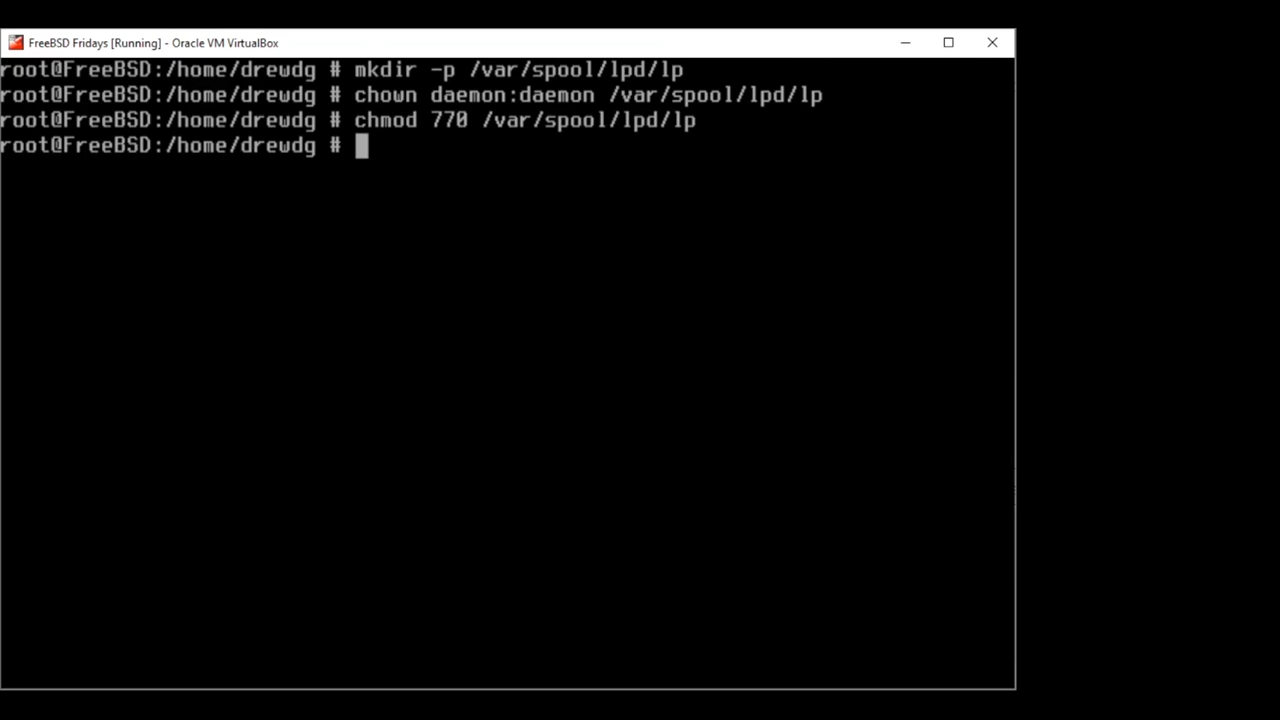 FreeBSD Fridays [Running] - Oracle VM VirtualBox
root@FreeBSD:/home/drewdg # mkdir -p /var/spool/lpd/lp
root@FreeBSD:/home/drewdg # chown daemon:daemon /var/spool/lpd/lp
root@FreeBSD:/home/drewdg # chmod 770 /var/spool/lpd/lp
root@FreeBSD:/home/drewdg #